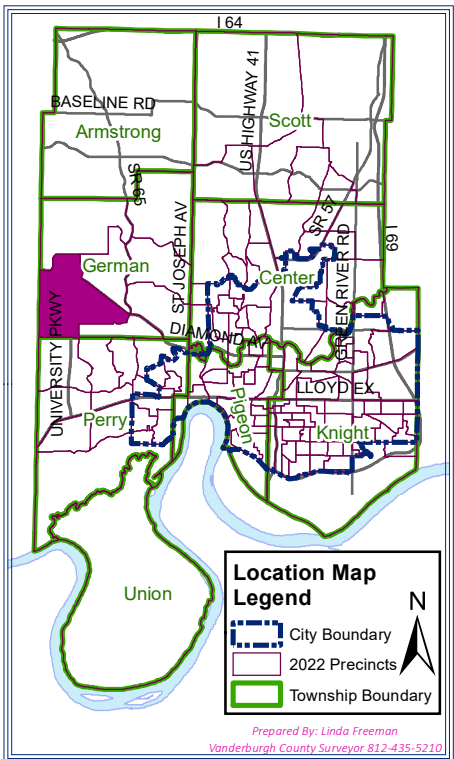 I 64
US HIGHWAY 41
BASELINE RD
Scott
Armstrong
SR 65
ST. JOSEPH AV
SR 57
GREEN RIVER RD
I 69
German
Center
UNIVERSITY PKWY
DIAMOND AV
LLOYD EX
Perry
Pigeon
Knight
Union
Location Map
Legend
N
City Boundary
2022 Precincts
Township Boundary
Prepared By: Linda Freeman
Vanderburgh County Surveyor 812-435-5210